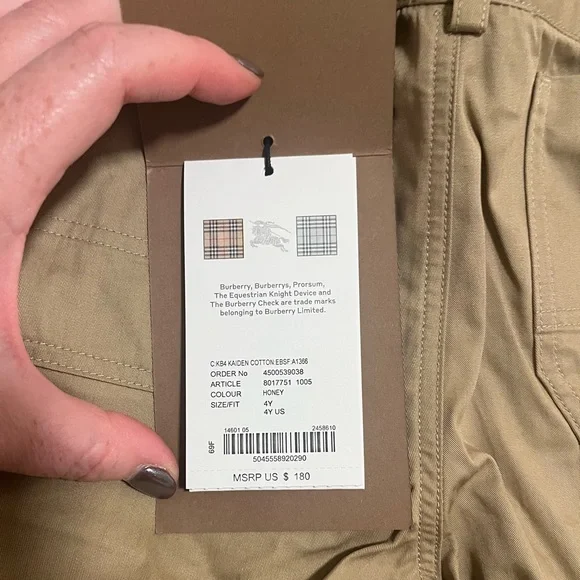 Burberry, Burberrys, Prorsum,
The Equestrian Knight Device and
The Burberry Check are trade marks
belonging to Burberry Limited.
C:KB4 KAIDEN COTTON:EBSF A1366
ORDER No 4500539038
ARTICLE 8017751 1005
COLOUR HONEY
SIZE/FIT 4Y
4Y US
14601 05 2458610
69F
5045558920290
MSRP US $ 180